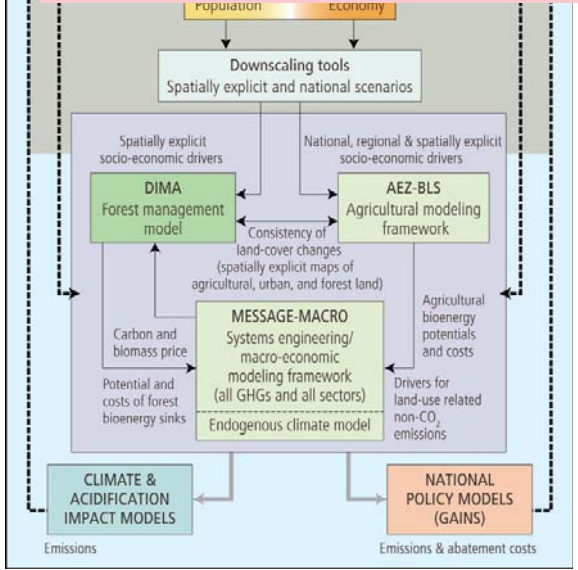 Population
Economy
Downscaling tools
Spatially explicit and national scenarios
Spatially explicit
socio-economic drivers
National, regional & spatially explicit
socio-economic drivers
DIMA
Forest management
model
AEZ-BLS
Agricultural modeling
framework
Consistency of
land-cover changes
(spatially explicit maps of
agricultural, urban, and forest land)
MESSAGE-MACRO
Systems engineering/
macro-economic
modeling framework
(all GHGs and all sectors)
Endogenous climate model
Carbon and
biomass price
Potential and
costs of forest
bioenergy sinks
Agricultural
bioenergy
potentials
and costs
Drivers for
land-use related
non-CO₂
emissions
CLIMATE &
ACIDIFICATION
IMPACT MODELS
NATIONAL
POLICY MODELS
(GAINS)
Emissions
Emissions & abatement costs